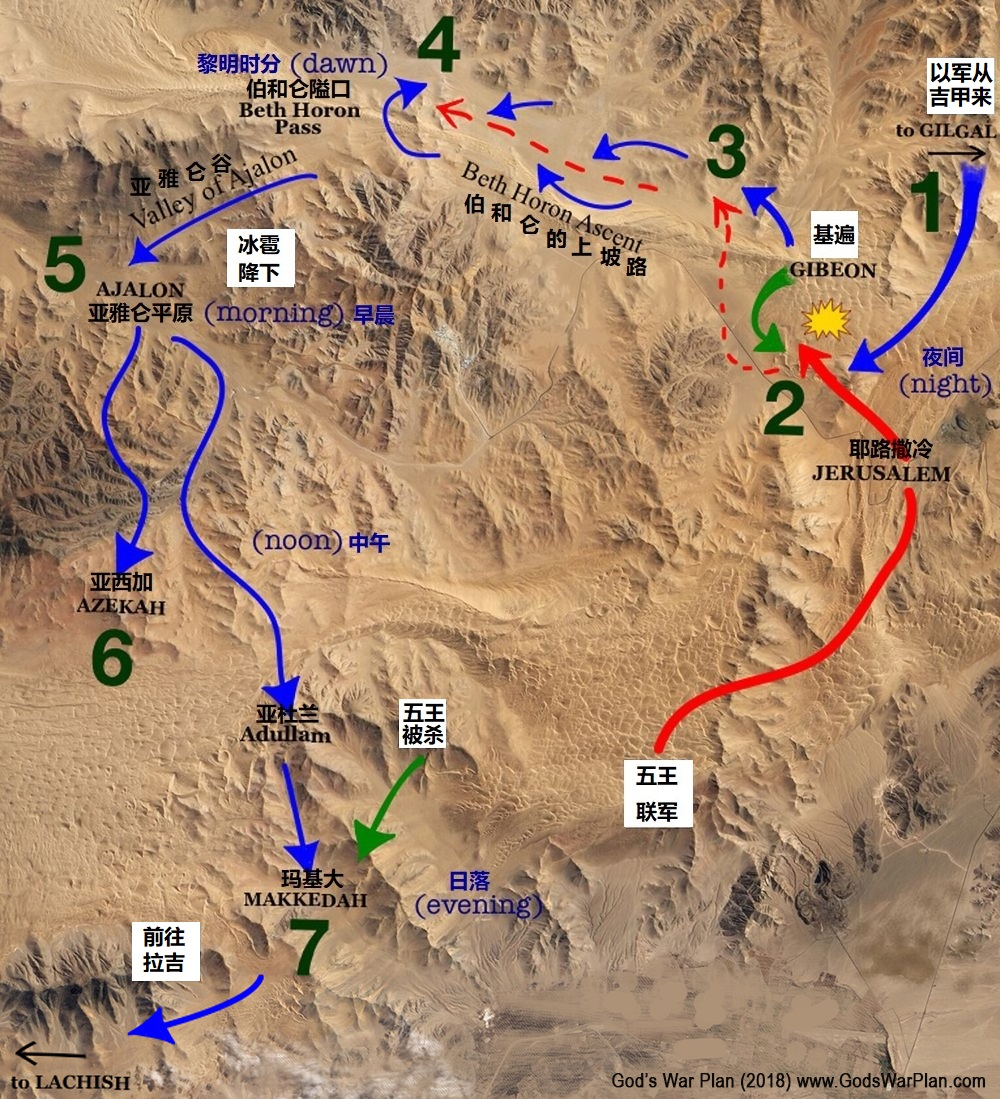 4
黎明时分 (dawn)
伯和仑隘口
Beth Horon
Pass
以军从
吉甲来
to GILGAL
3
1
亚雅仑谷
Valley of Ajalon
Beth Horon Ascent
伯和仑的上坡路
基遍
GIBEON
5
冰雹
降下
AJALON
亚雅仑平原
(morning) 早晨
夜间
(night)
2
耶路撒冷
JERUSALEM
(noon) 中午
亚西加
AZEKAH
6
亚杜兰
Adullam
五王
被杀
五王
联军
玛基大
MAKKEDAH
日落
(evening)
7
前往
拉吉
to LACHISH
God's War Plan (2018) www.GodsWarPlan.com